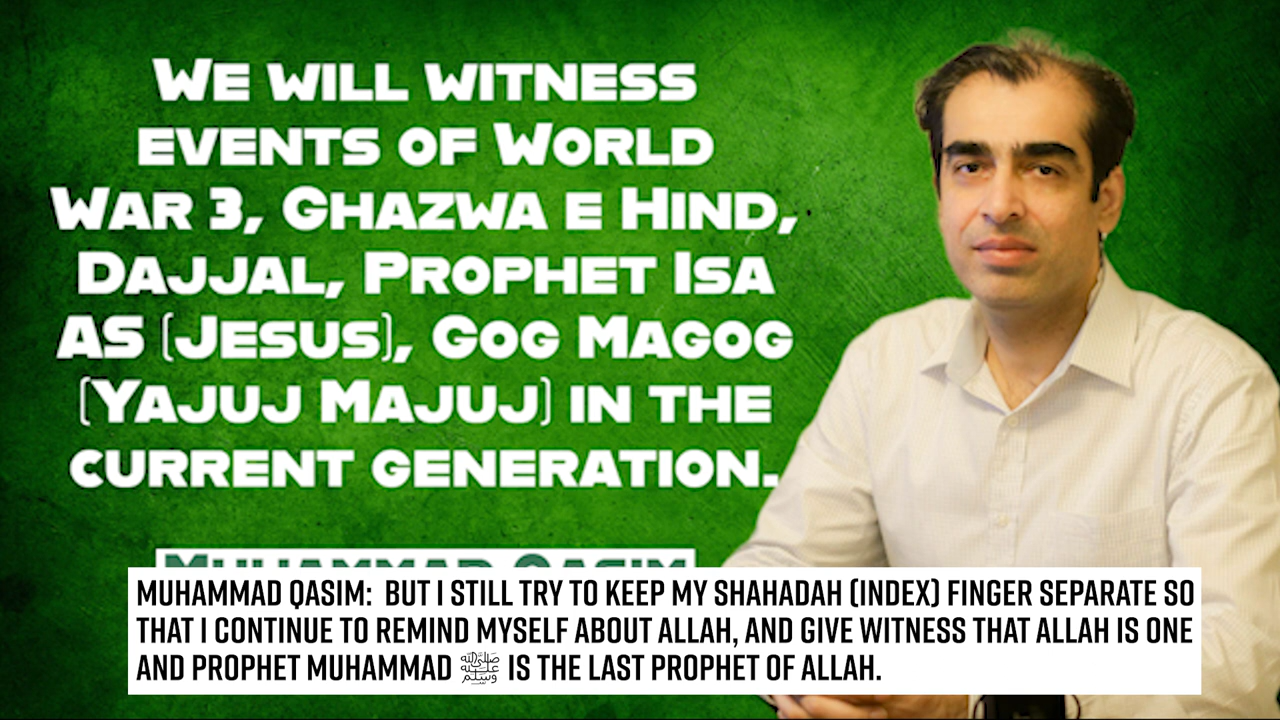 We will witness
events of World
War 3, Ghazwa e Hind,
Dajjal, Prophet Isa
AS (Jesus), Gog Magog
(Yajuj Majuj) in the
current generation.
Muhammad Qasim
MUHAMMAD QASIM: BUT I STILL TRY TO KEEP MY SHAHADAH (INDEX) FINGER SEPARATE SO
THAT I CONTINUE TO REMIND MYSELF ABOUT ALLAH, AND GIVE WITNESS THAT ALLAH IS ONE
AND PROPHET MUHAMMAD ﷺ IS THE LAST PROPHET OF ALLAH.